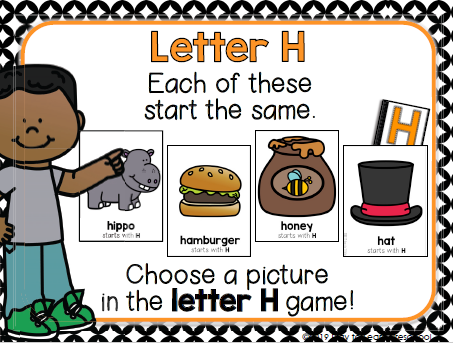 Letter H
Each of these
start the same.
H
hippo
starts with H
hamburger
starts with H
honey
starts with H
hat
starts with H
Choose a picture
in the letter H game!
2019